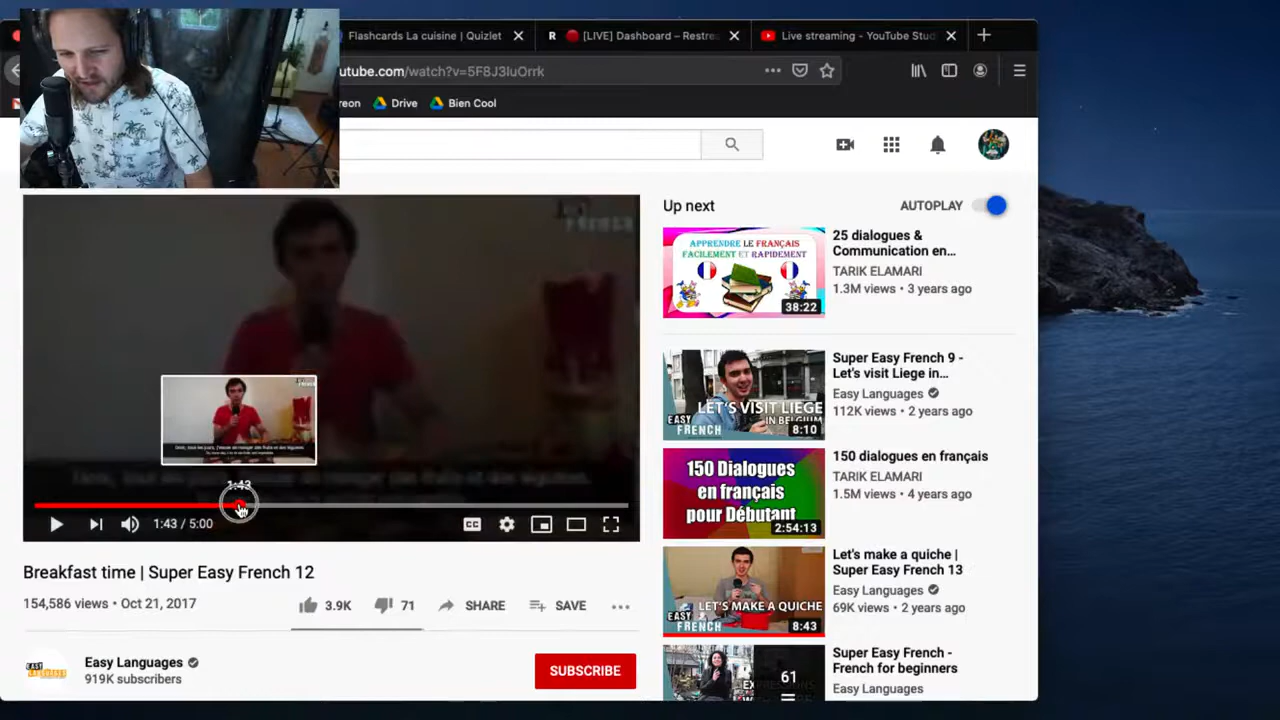 Flashcards La cuisine | Quizlet
R [LIVE] Dashboard – Restre
Live streaming - YouTube Stud
utube.com/watch?v=5F8J3IuOrrk
reon
Drive
Bien Cool
Up next
AUTOPLAY
APPRENDRE LE FRANÇAIS
FACILEMENT ET RAPIDEMENT
38:22
25 dialogues &
Communication en...
TARIK ELAMARI
1.3M views • 3 years ago
LET'S VISIT LIEGE
IN BELGIUM
EASY
FRENCH
8:10
Super Easy French 9 -
Let's visit Liege in...
Easy Languages
112K views • 2 years ago
150 Dialogues
en français
pour Débutant
2:54:13
150 dialogues en français
TARIK ELAMARI
1.5M views • 4 years ago
LET'S MAKE A QUICHE
EASY
FRENCH
8:43
Let's make a quiche |
Super Easy French 13
Easy Languages
69K views • 2 years ago
61
Super Easy French -
French for beginners
Easy Languages
FRENCH
1:43
1:43 / 5:00
CC
Breakfast time | Super Easy French 12
154,586 views • Oct 21, 2017
3.9K
71
SHARE
SAVE
EASY
Easy Languages
919K subscribers
SUBSCRIBE